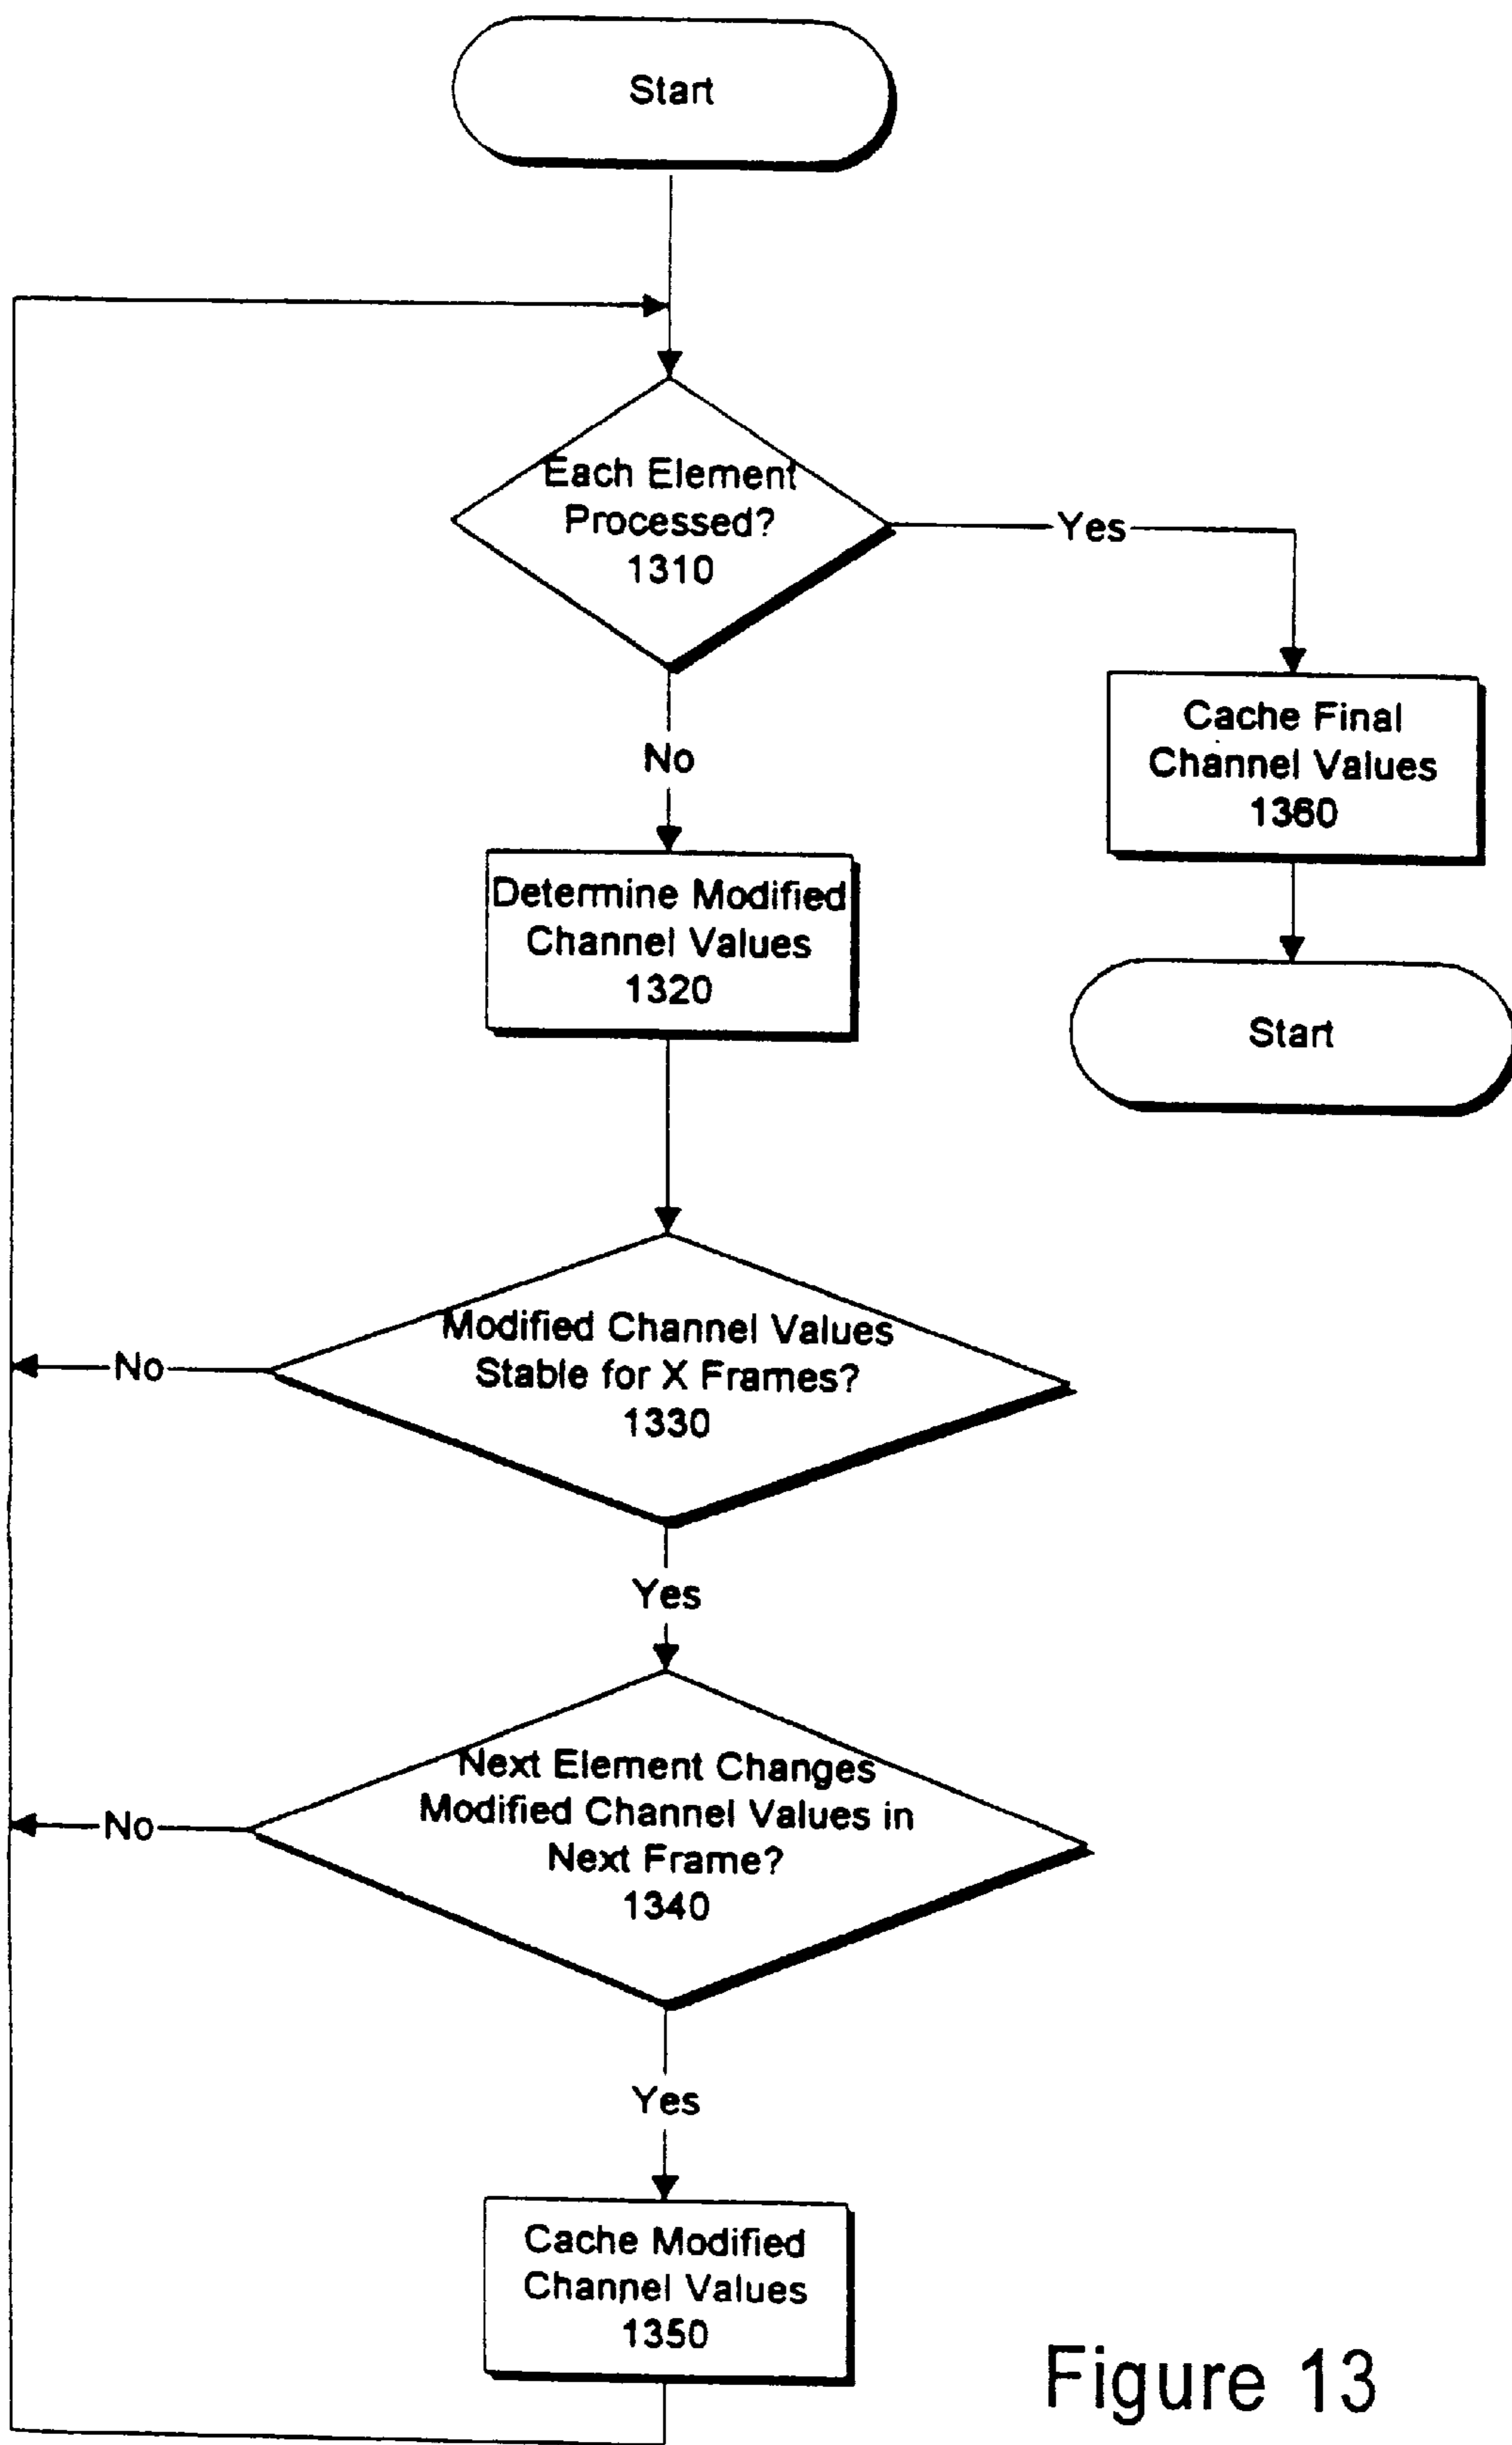 Start
Each Element
Processed?
1310
Yes
No
Cache Final
Channel Values
1360
Determine Modified
Channel Values
1320
Start
Modified Channel Values
Stable for X Frames?
1330
No
Yes
Next Element Changes
Modified Channel Values in
Next Frame?
1340
No
Yes
Cache Modified
Channel Values
1350
Figure 13